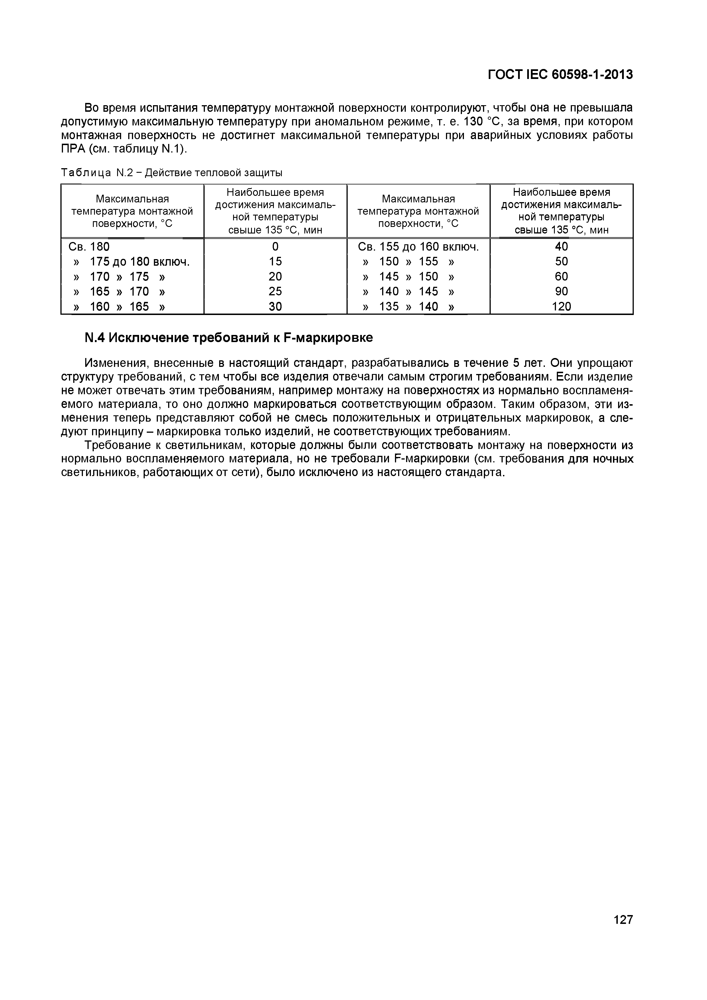 ГОСТ IEC 60598-1-2013
Во время испытания температуру монтажной поверхности контролируют, чтобы она не превышала
допустимую максимальную температуру при аномальном режиме, т. е. 130 °С, за время, при котором
монтажная поверхность не достигнет максимальной температуры при аварийных условиях работы
ПРА (см. таблицу N.1).
Таблица N.2 – Действие тепловой защиты
Максимальная
температура монтажной
поверхности, °С
Наибольшее время
достижения максималь-
ной температуры
свыше 135 °С, мин
Максимальная
температура монтажной
поверхности, °С
Наибольшее время
достижения максималь-
ной температуры
свыше 135 °С, мин
Св. 180 0 Св. 155 до 160 включ. 40
» 175 до 180 включ. 15 » 150 » 155 » 50
» 170 » 175 » 20 » 145 » 150 » 60
» 165 » 170 » 25 » 140 » 145 » 90
» 160 » 165 » 30 » 135 » 140 » 120
N.4 Исключение требований к F-маркировке
Изменения, внесенные в настоящий стандарт, разрабатывались в течение 5 лет. Они упрощают
структуру требований, с тем чтобы все изделия отвечали самым строгим требованиям. Если изделие
не может отвечать этим требованиям, например монтажу на поверхностях из нормально воспламеня-
емого материала, то оно должно маркироваться соответствующим образом. Таким образом, эти из-
менения теперь представляют собой не смесь положительных и отрицательных маркировок, а сле-
дуют принципу – маркировка только изделий, не соответствующих требованиям.
Требование к светильникам, которые должны были соответствовать монтажу на поверхности из
нормально воспламеняемого материала, но не требовали F-маркировки (см. требования для ночных
светильников, работающих от сети), было исключено из настоящего стандарта.
127